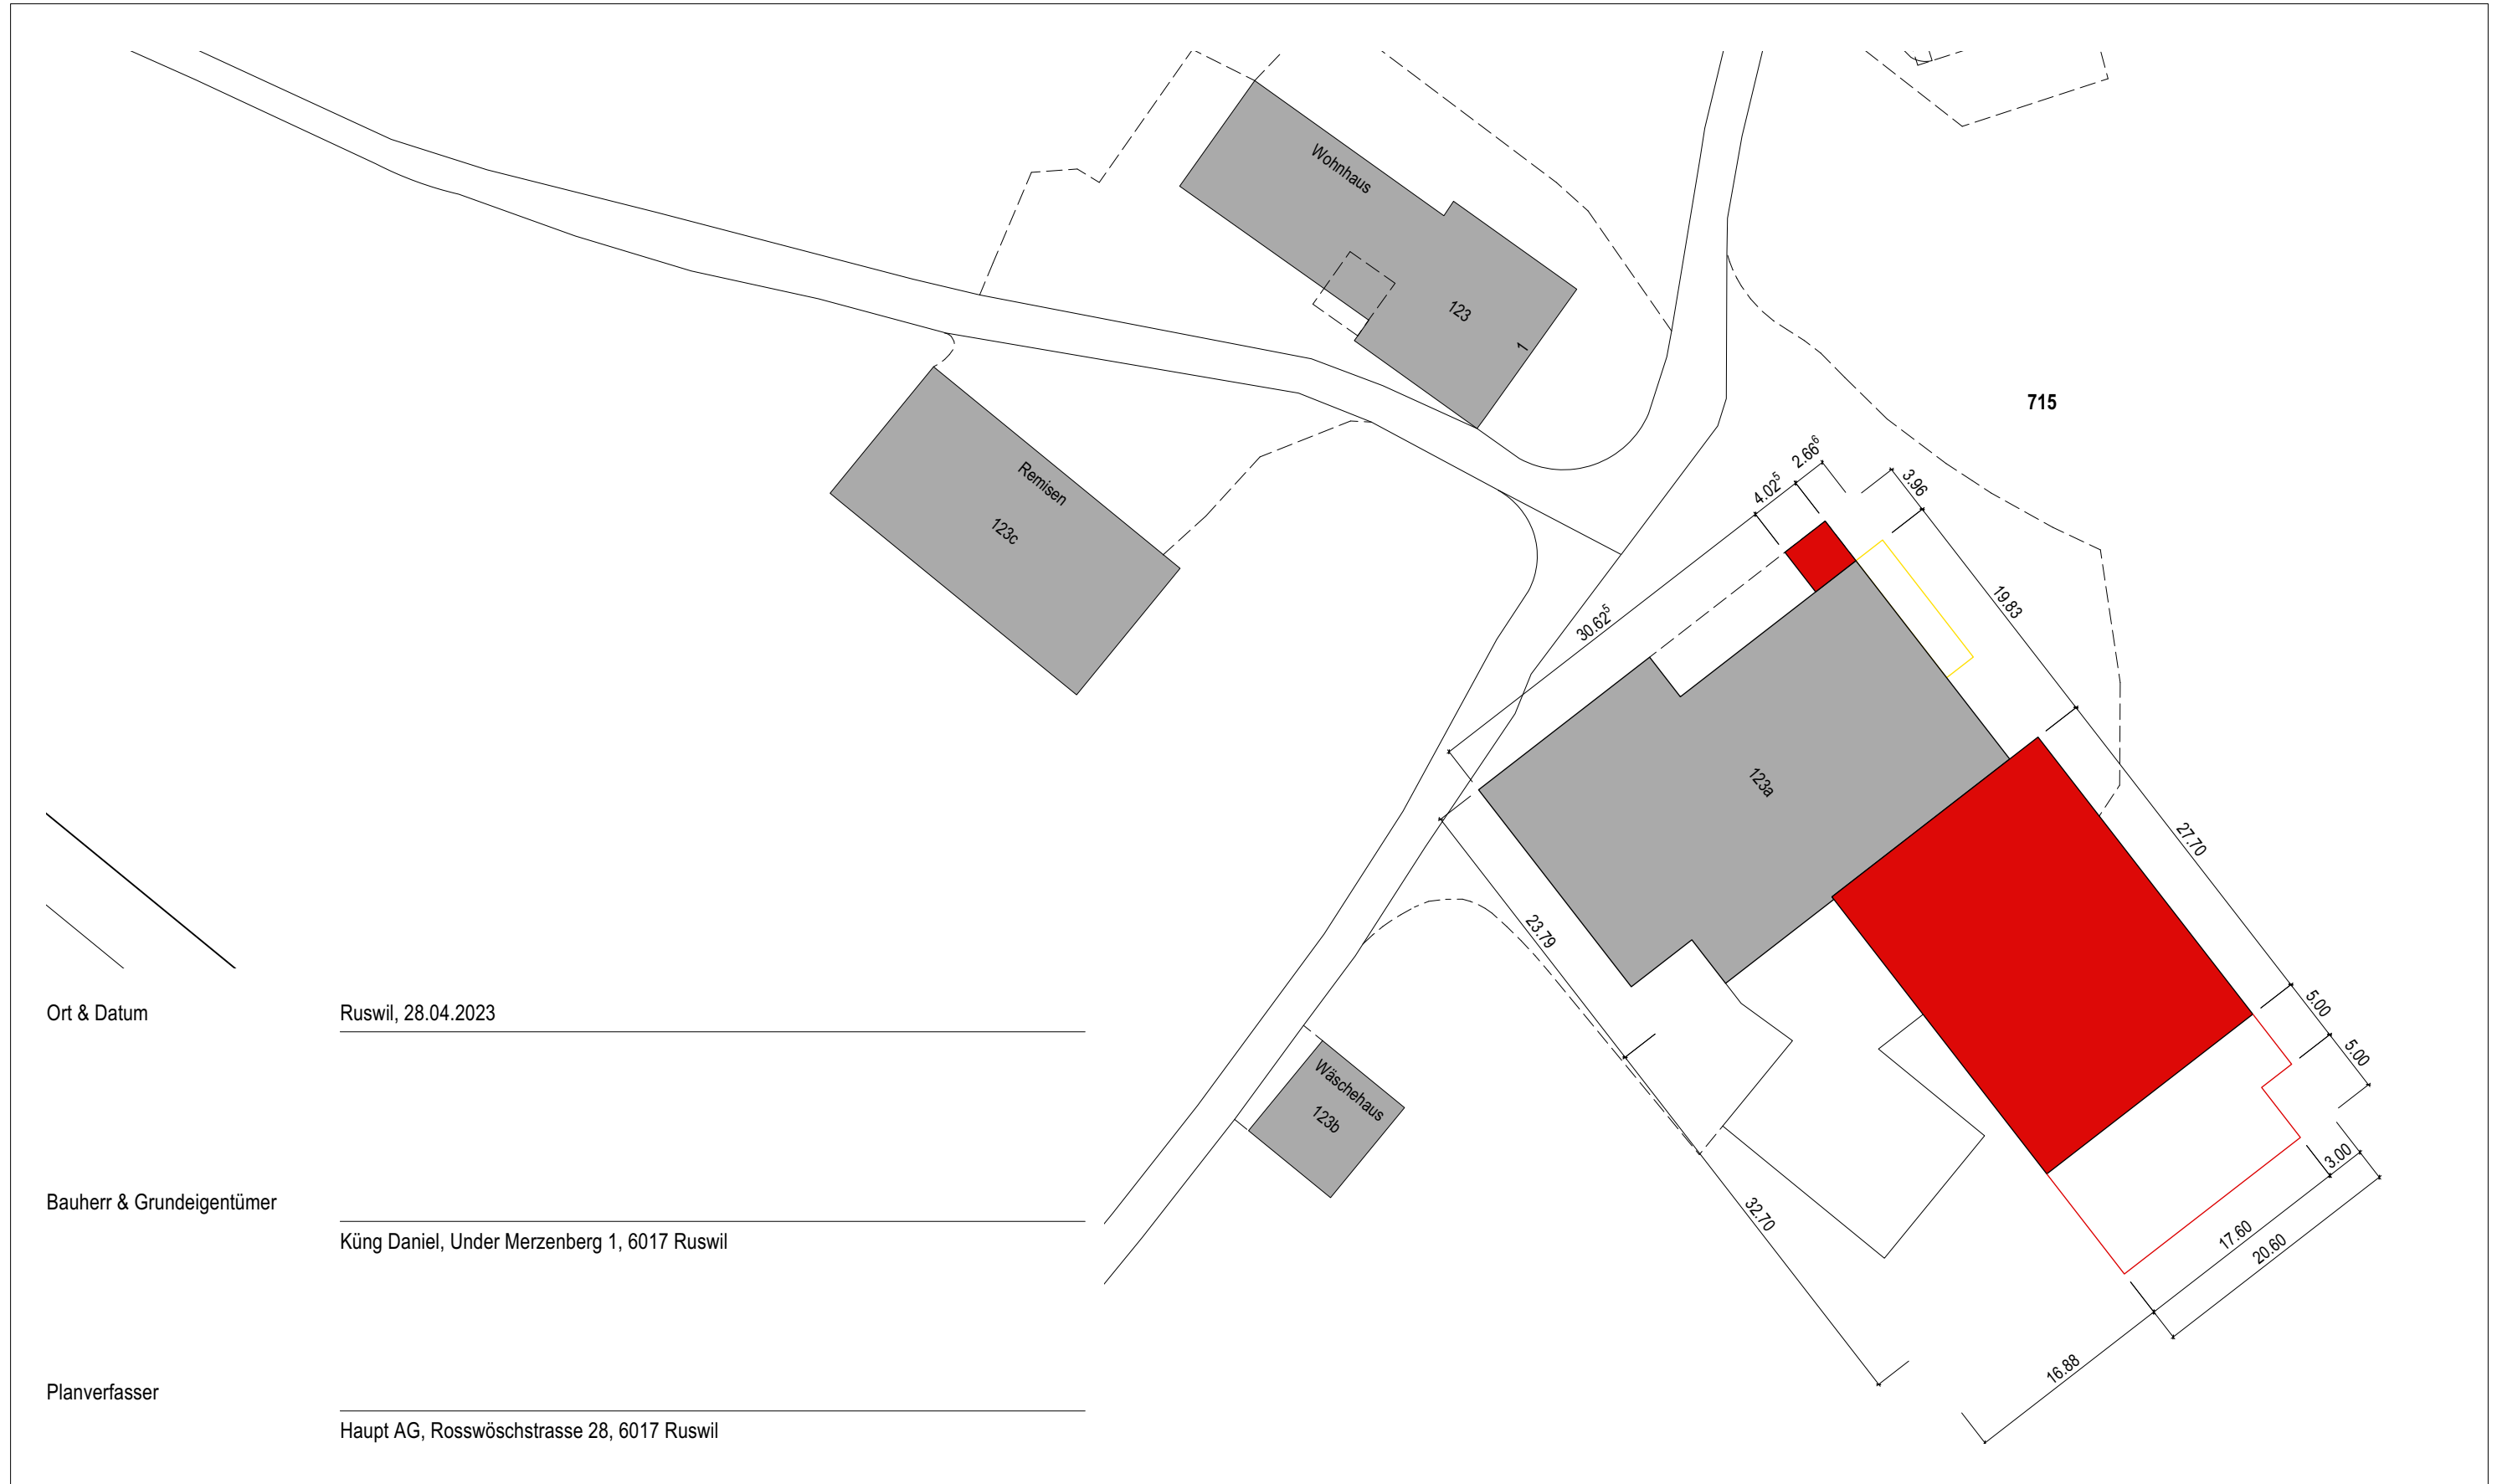 Wohnhaus
123
1
715
Remisen
123c
2.66⁶
4.02⁵
3.96
30.62⁵
19.83
123a
27.70
23.79
5.00
5.00
Ort & Datum Ruswil, 28.04.2023
Wäschehaus
123b
3.00
17.60
20.60
32.70
16.88
Bauherr & Grundeigentümer
Küng Daniel, Under Merzenberg 1, 6017 Ruswil
Planverfasser
Haupt AG, Rosswöschstrasse 28, 6017 Ruswil